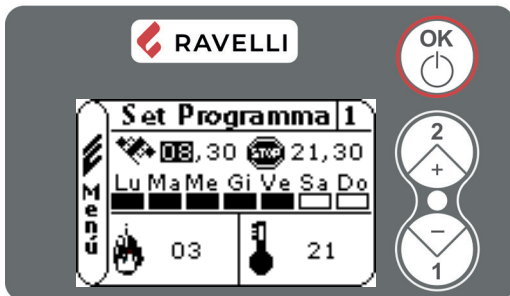 RAVELLI
OK
Set Programma 1
08,30 STOP 21,30
Lu Ma Me Gi Ve Sa Do
Menú
03 21
2
+
–
1